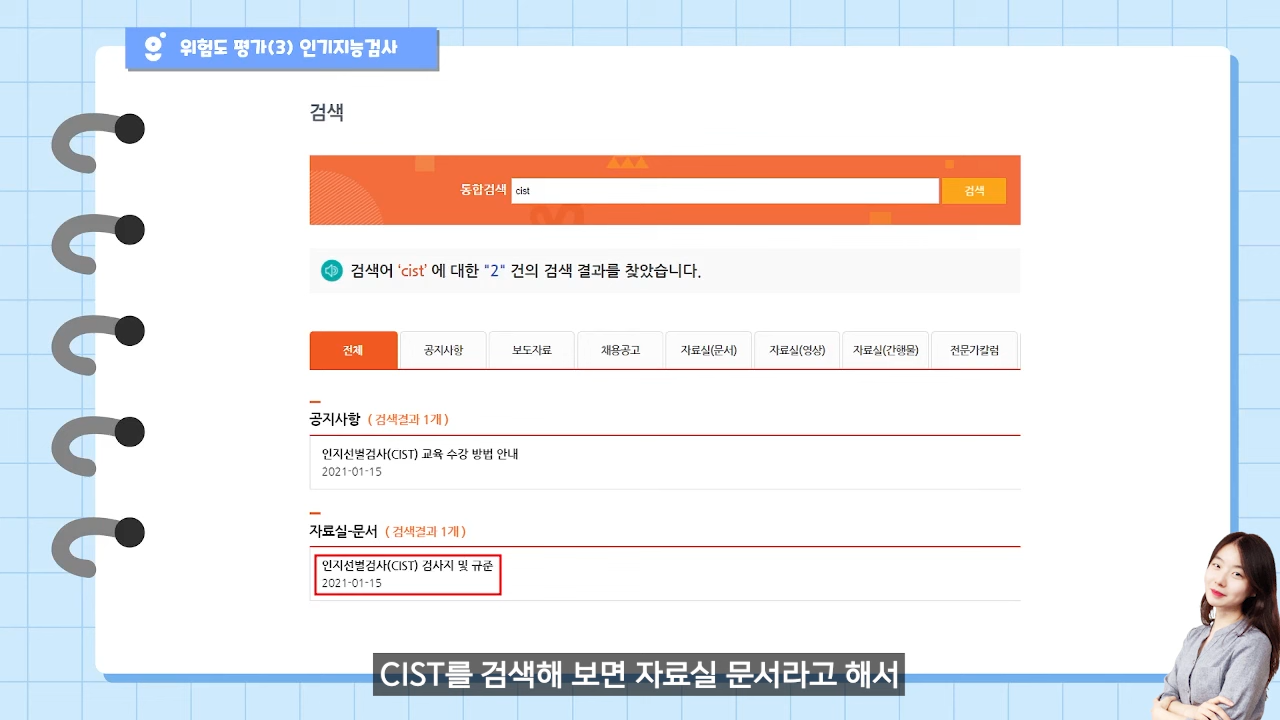 위험도 평가(3) 인기지능검사
검색
통합검색 cist 검색
검색어 'cist' 에 대한 "2" 건의 검색 결과를 찾았습니다.
전체 공지사항 보도자료 채용공고 자료실(문서) 자료실(영상) 자료실(간행물) 전문가칼럼
공지사항 ( 검색결과 1개 )
인지선별검사(CIST) 교육 수강 방법 안내
2021-01-15
자료실-문서 ( 검색결과 1개 )
인지선별검사(CIST) 검사지 및 규준
2021-01-15
CIST를 검색해 보면 자료실 문서라고 해서